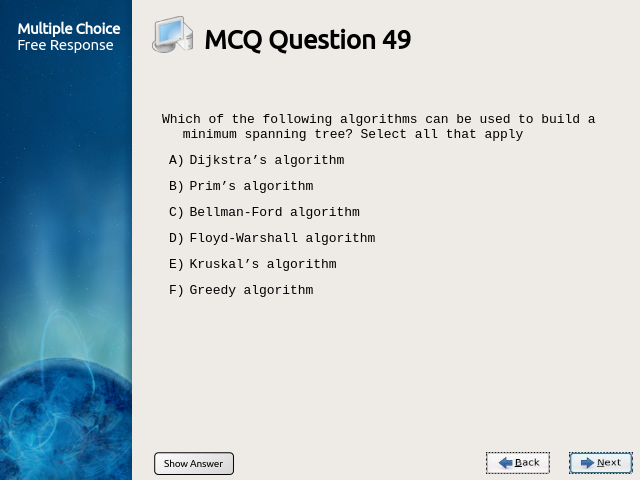 Multiple Choice
Free Response
MCQ Question 49
Which of the following algorithms can be used to build a
minimum spanning tree? Select all that apply
A) Dijkstra’s algorithm
B) Prim’s algorithm
C) Bellman-Ford algorithm
D) Floyd-Warshall algorithm
E) Kruskal’s algorithm
F) Greedy algorithm
Show Answer
Back
Next